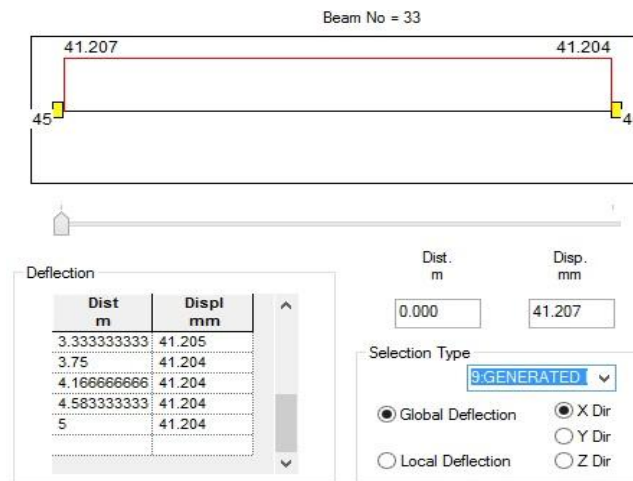 Beam No = 33
41.207 41.204
45 4
Dist. Disp.
m mm
0.000 41.207
Deflection
Dist Displ
m mm
3.333333333 41.205
3.75 41.204
4.166666666 41.204
4.583333333 41.204
5 41.204
Selection Type
9:GENERATED
Global Deflection X Dir
Y Dir
Local Deflection Z Dir